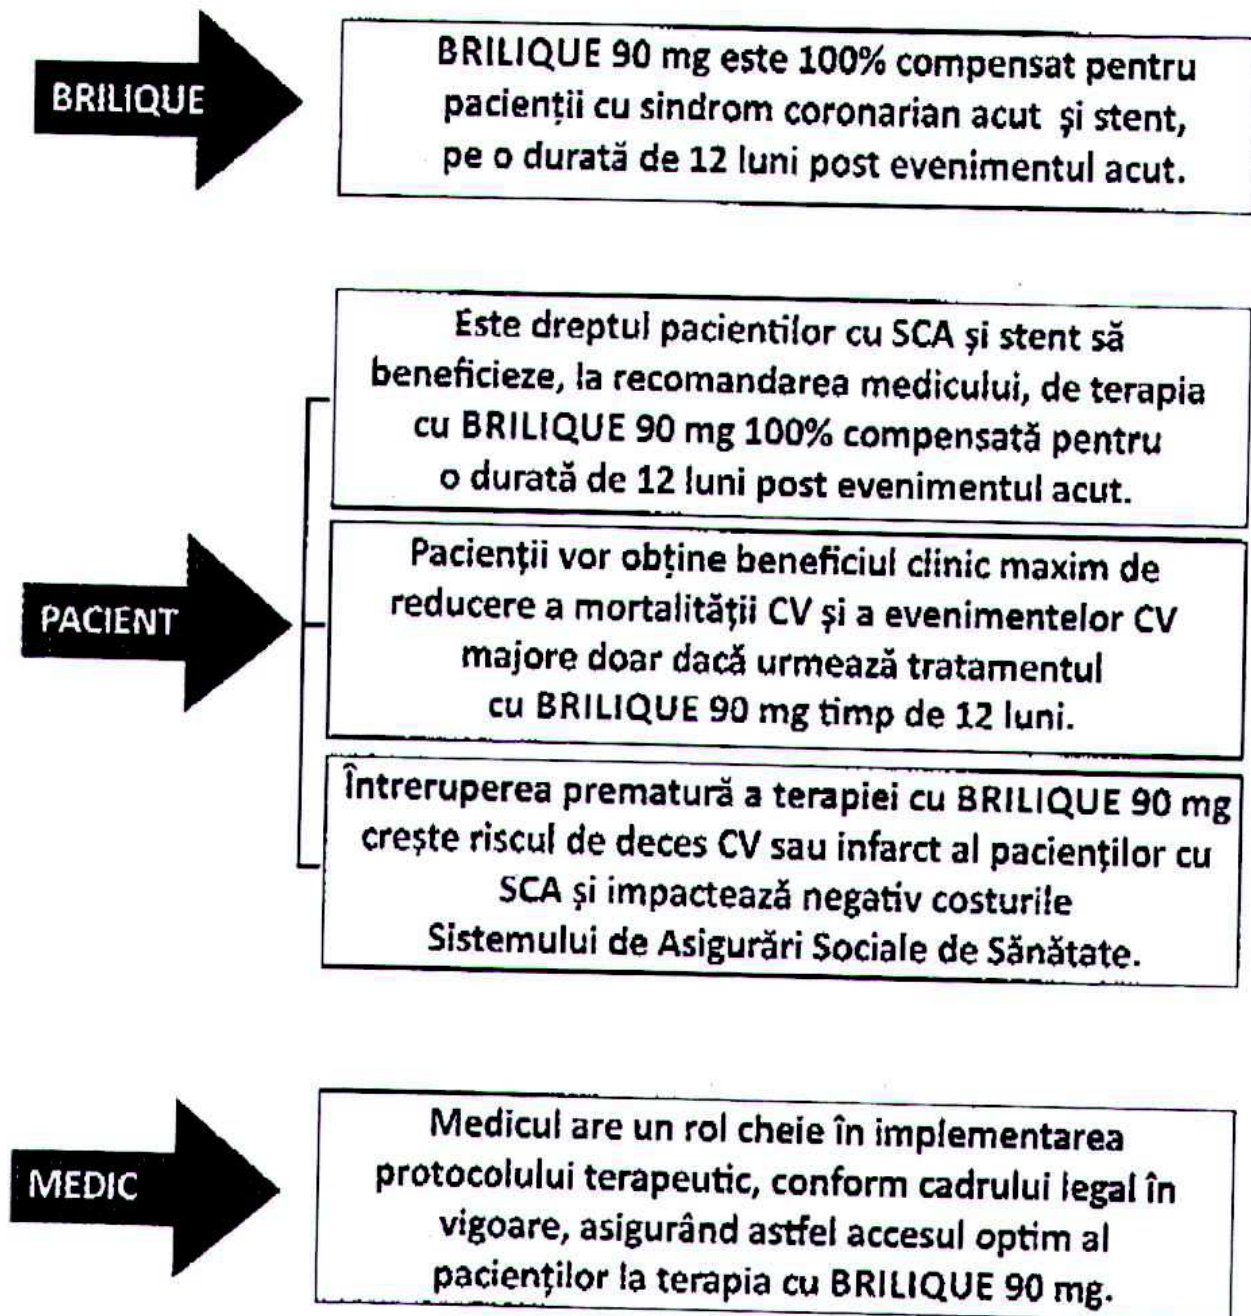 BRILIQUE
BRILIQUE 90 mg este 100% compensat pentru
pacienții cu sindrom coronarian acut și stent,
pe o durată de 12 luni post evenimentul acut.
PACIENT
Este dreptul pacientilor cu SCA și stent să
beneficieze, la recomandarea medicului, de terapia
cu BRILIQUE 90 mg 100% compensată pentru
o durată de 12 luni post evenimentul acut.
Pacienții vor obține beneficiul clinic maxim de
reducere a mortalității CV și a evenimentelor CV
majore doar dacă urmează tratamentul
cu BRILIQUE 90 mg timp de 12 luni.
Întreruperea prematură a terapiei cu BRILIQUE 90 mg
crește riscul de deces CV sau infarct al pacienților cu
SCA și impactează negativ costurile
Sistemului de Asigurări Sociale de Sănătate.
MEDIC
Medicul are un rol cheie în implementarea
protocolului terapeutic, conform cadrului legal în
vigoare, asigurând astfel accesul optim al
pacienților la terapia cu BRILIQUE 90 mg.